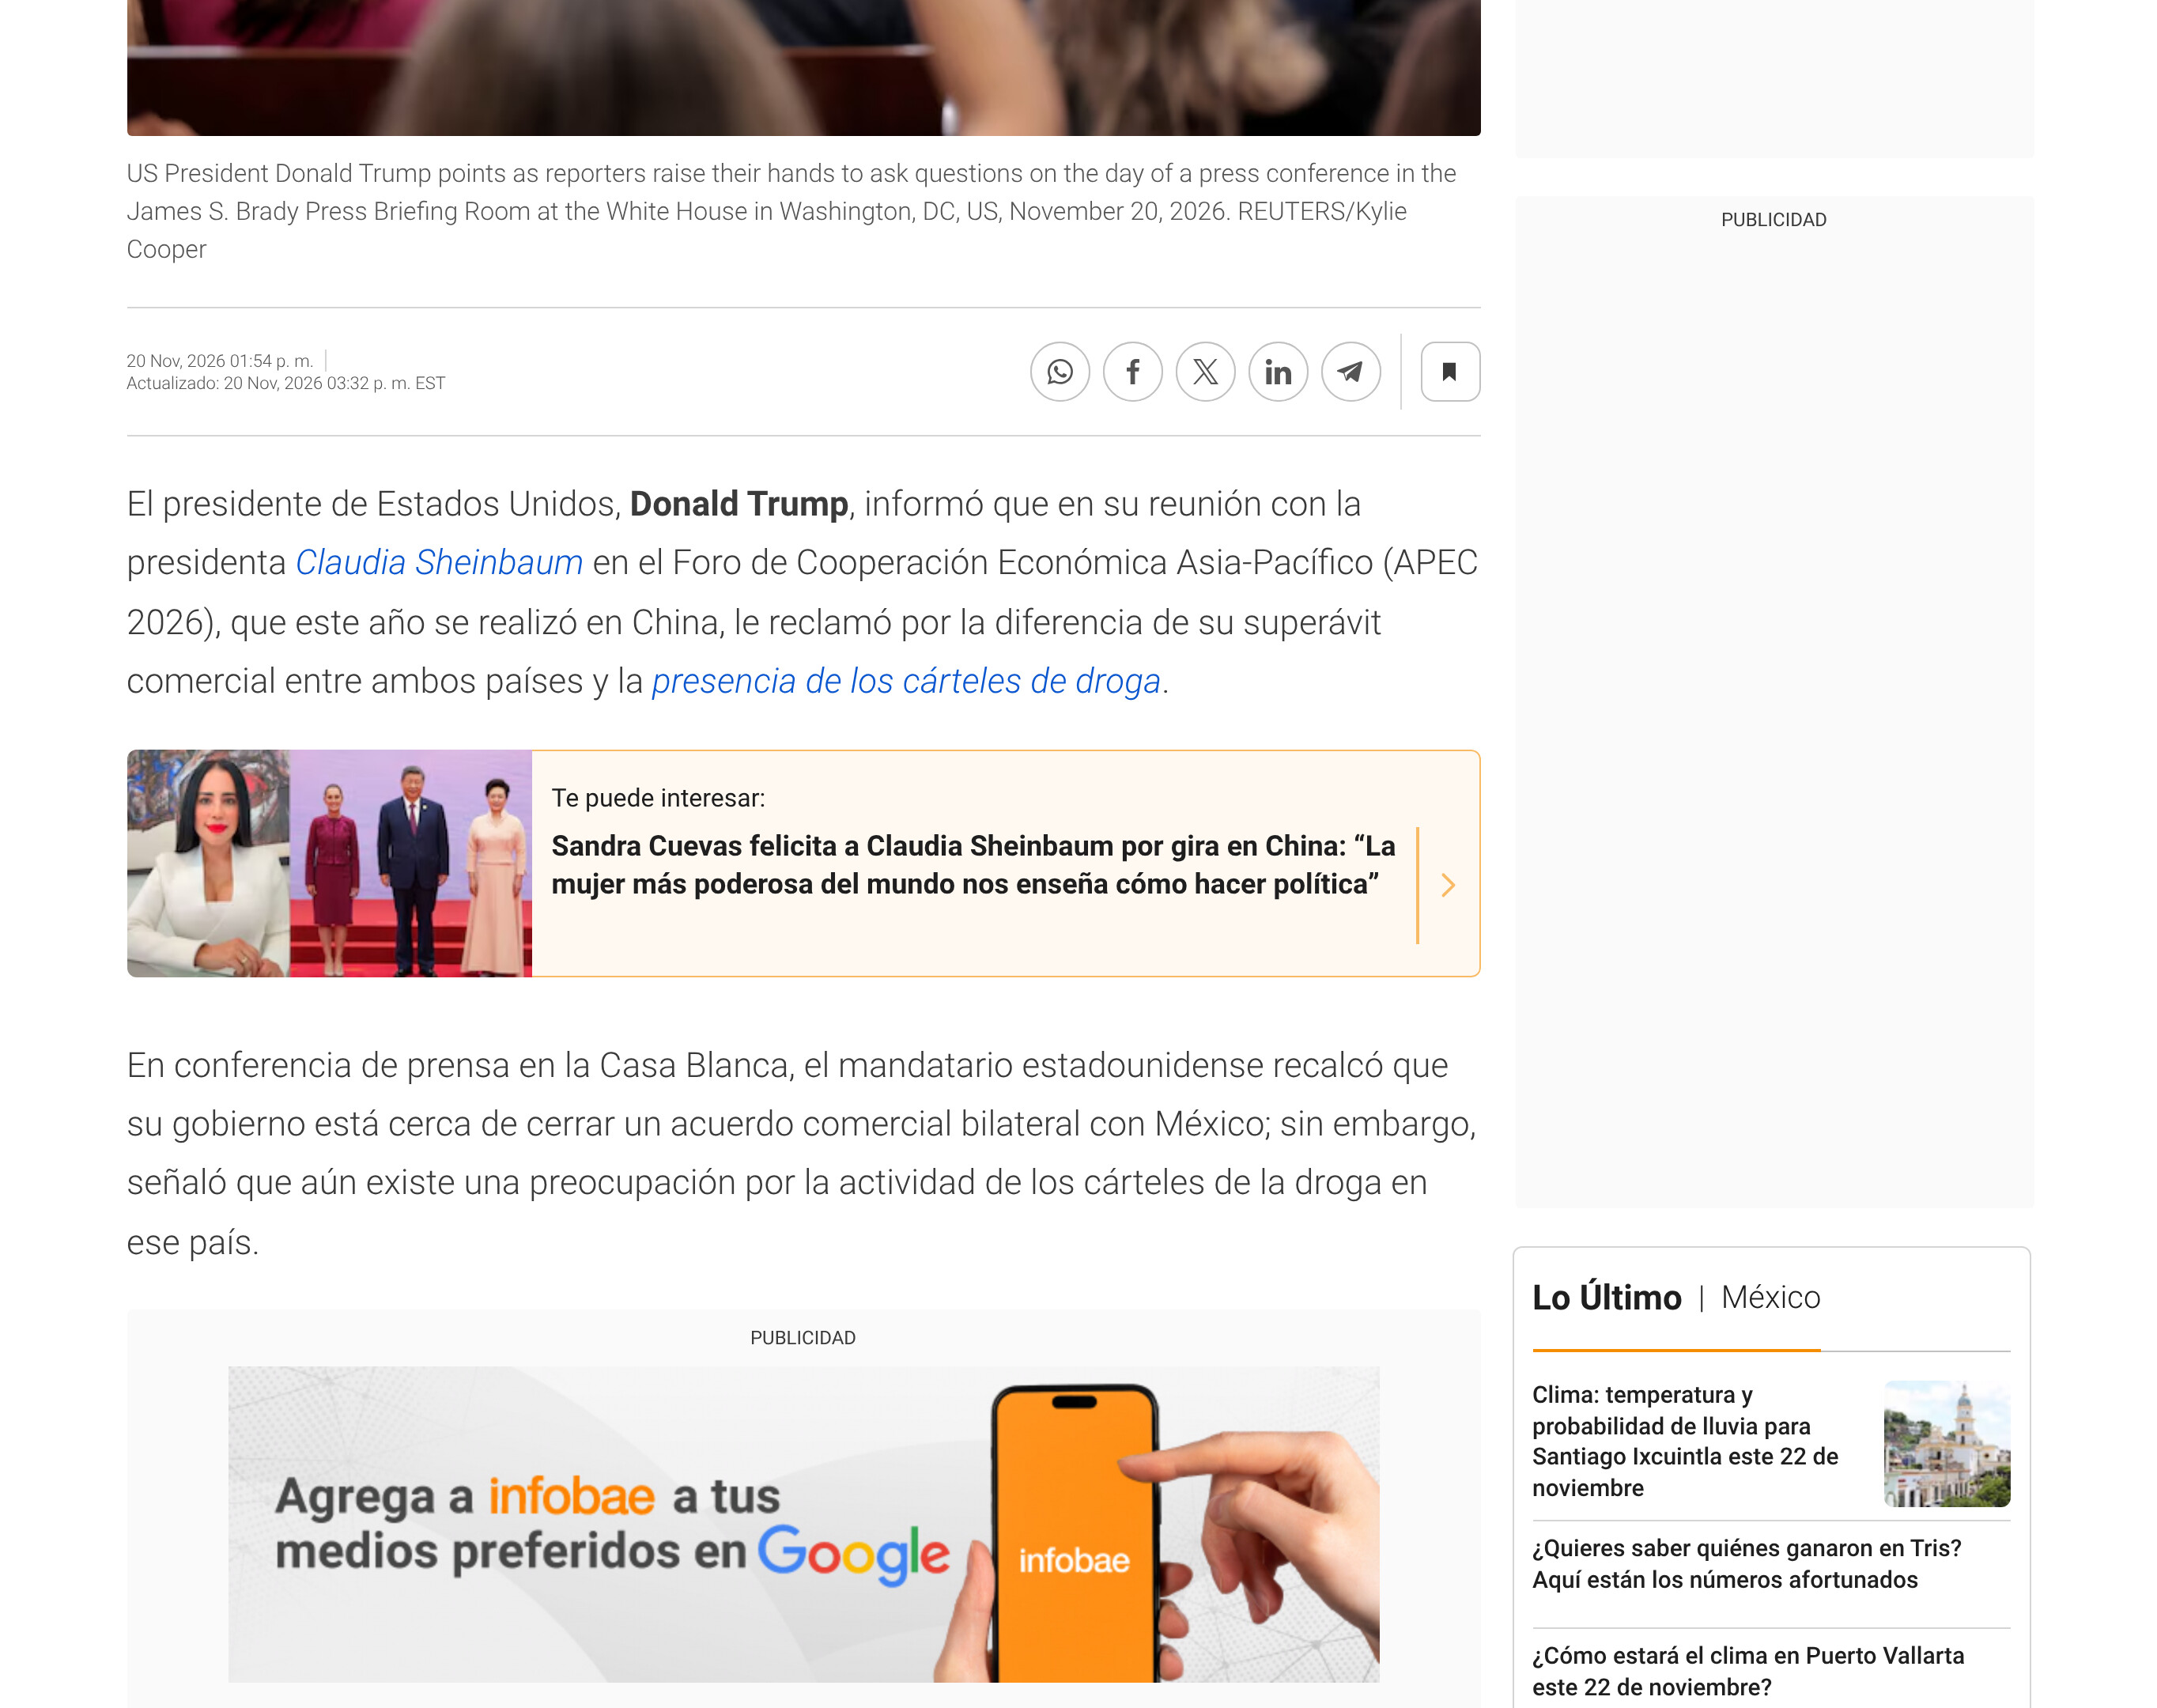 US President Donald Trump points as reporters raise their hands to ask questions on the day of a press conference in the
James S. Brady Press Briefing Room at the White House in Washington, DC, US, November 20, 2026. REUTERS/Kylie
Cooper
20 Nov, 2026 01:54 p. m.
Actualizado: 20 Nov, 2026 03:32 p. m. EST
El presidente de Estados Unidos, Donald Trump, informó que en su reunión con la
presidenta Claudia Sheinbaum en el Foro de Cooperación Económica Asia-Pacífico (APEC
2026), que este año se realizó en China, le reclamó por la diferencia de su superávit
comercial entre ambos países y la presencia de los cárteles de droga.
Te puede interesar:
Sandra Cuevas felicita a Claudia Sheinbaum por gira en China: “La
mujer más poderosa del mundo nos enseña cómo hacer política”
En conferencia de prensa en la Casa Blanca, el mandatario estadounidense recalcó que
su gobierno está cerca de cerrar un acuerdo comercial bilateral con México; sin embargo,
señaló que aún existe una preocupación por la actividad de los cárteles de la droga en
ese país.
PUBLICIDAD
Agrega a infobae a tus
medios preferidos en Google
infobae
PUBLICIDAD
Lo Último | México
Clima: temperatura y
probabilidad de lluvia para
Santiago Ixcuintla este 22 de
noviembre
¿Quieres saber quiénes ganaron en Tris?
Aquí están los números afortunados
¿Cómo estará el clima en Puerto Vallarta
este 22 de noviembre?